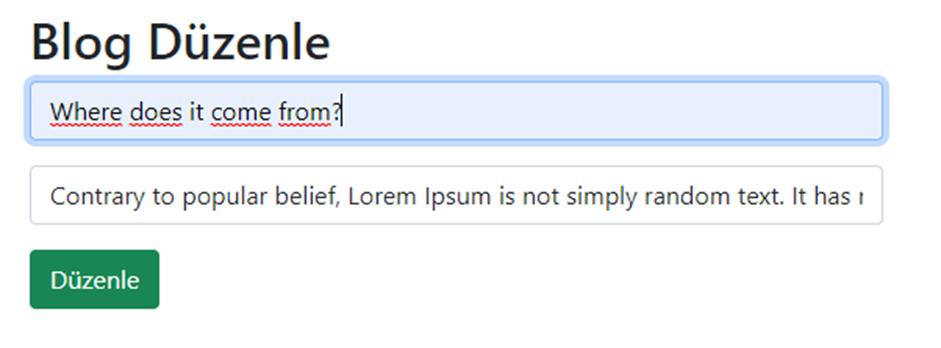 Blog Düzenle
Where does it come from?
Contrary to popular belief, Lorem Ipsum is not simply random text. It has
Düzenle